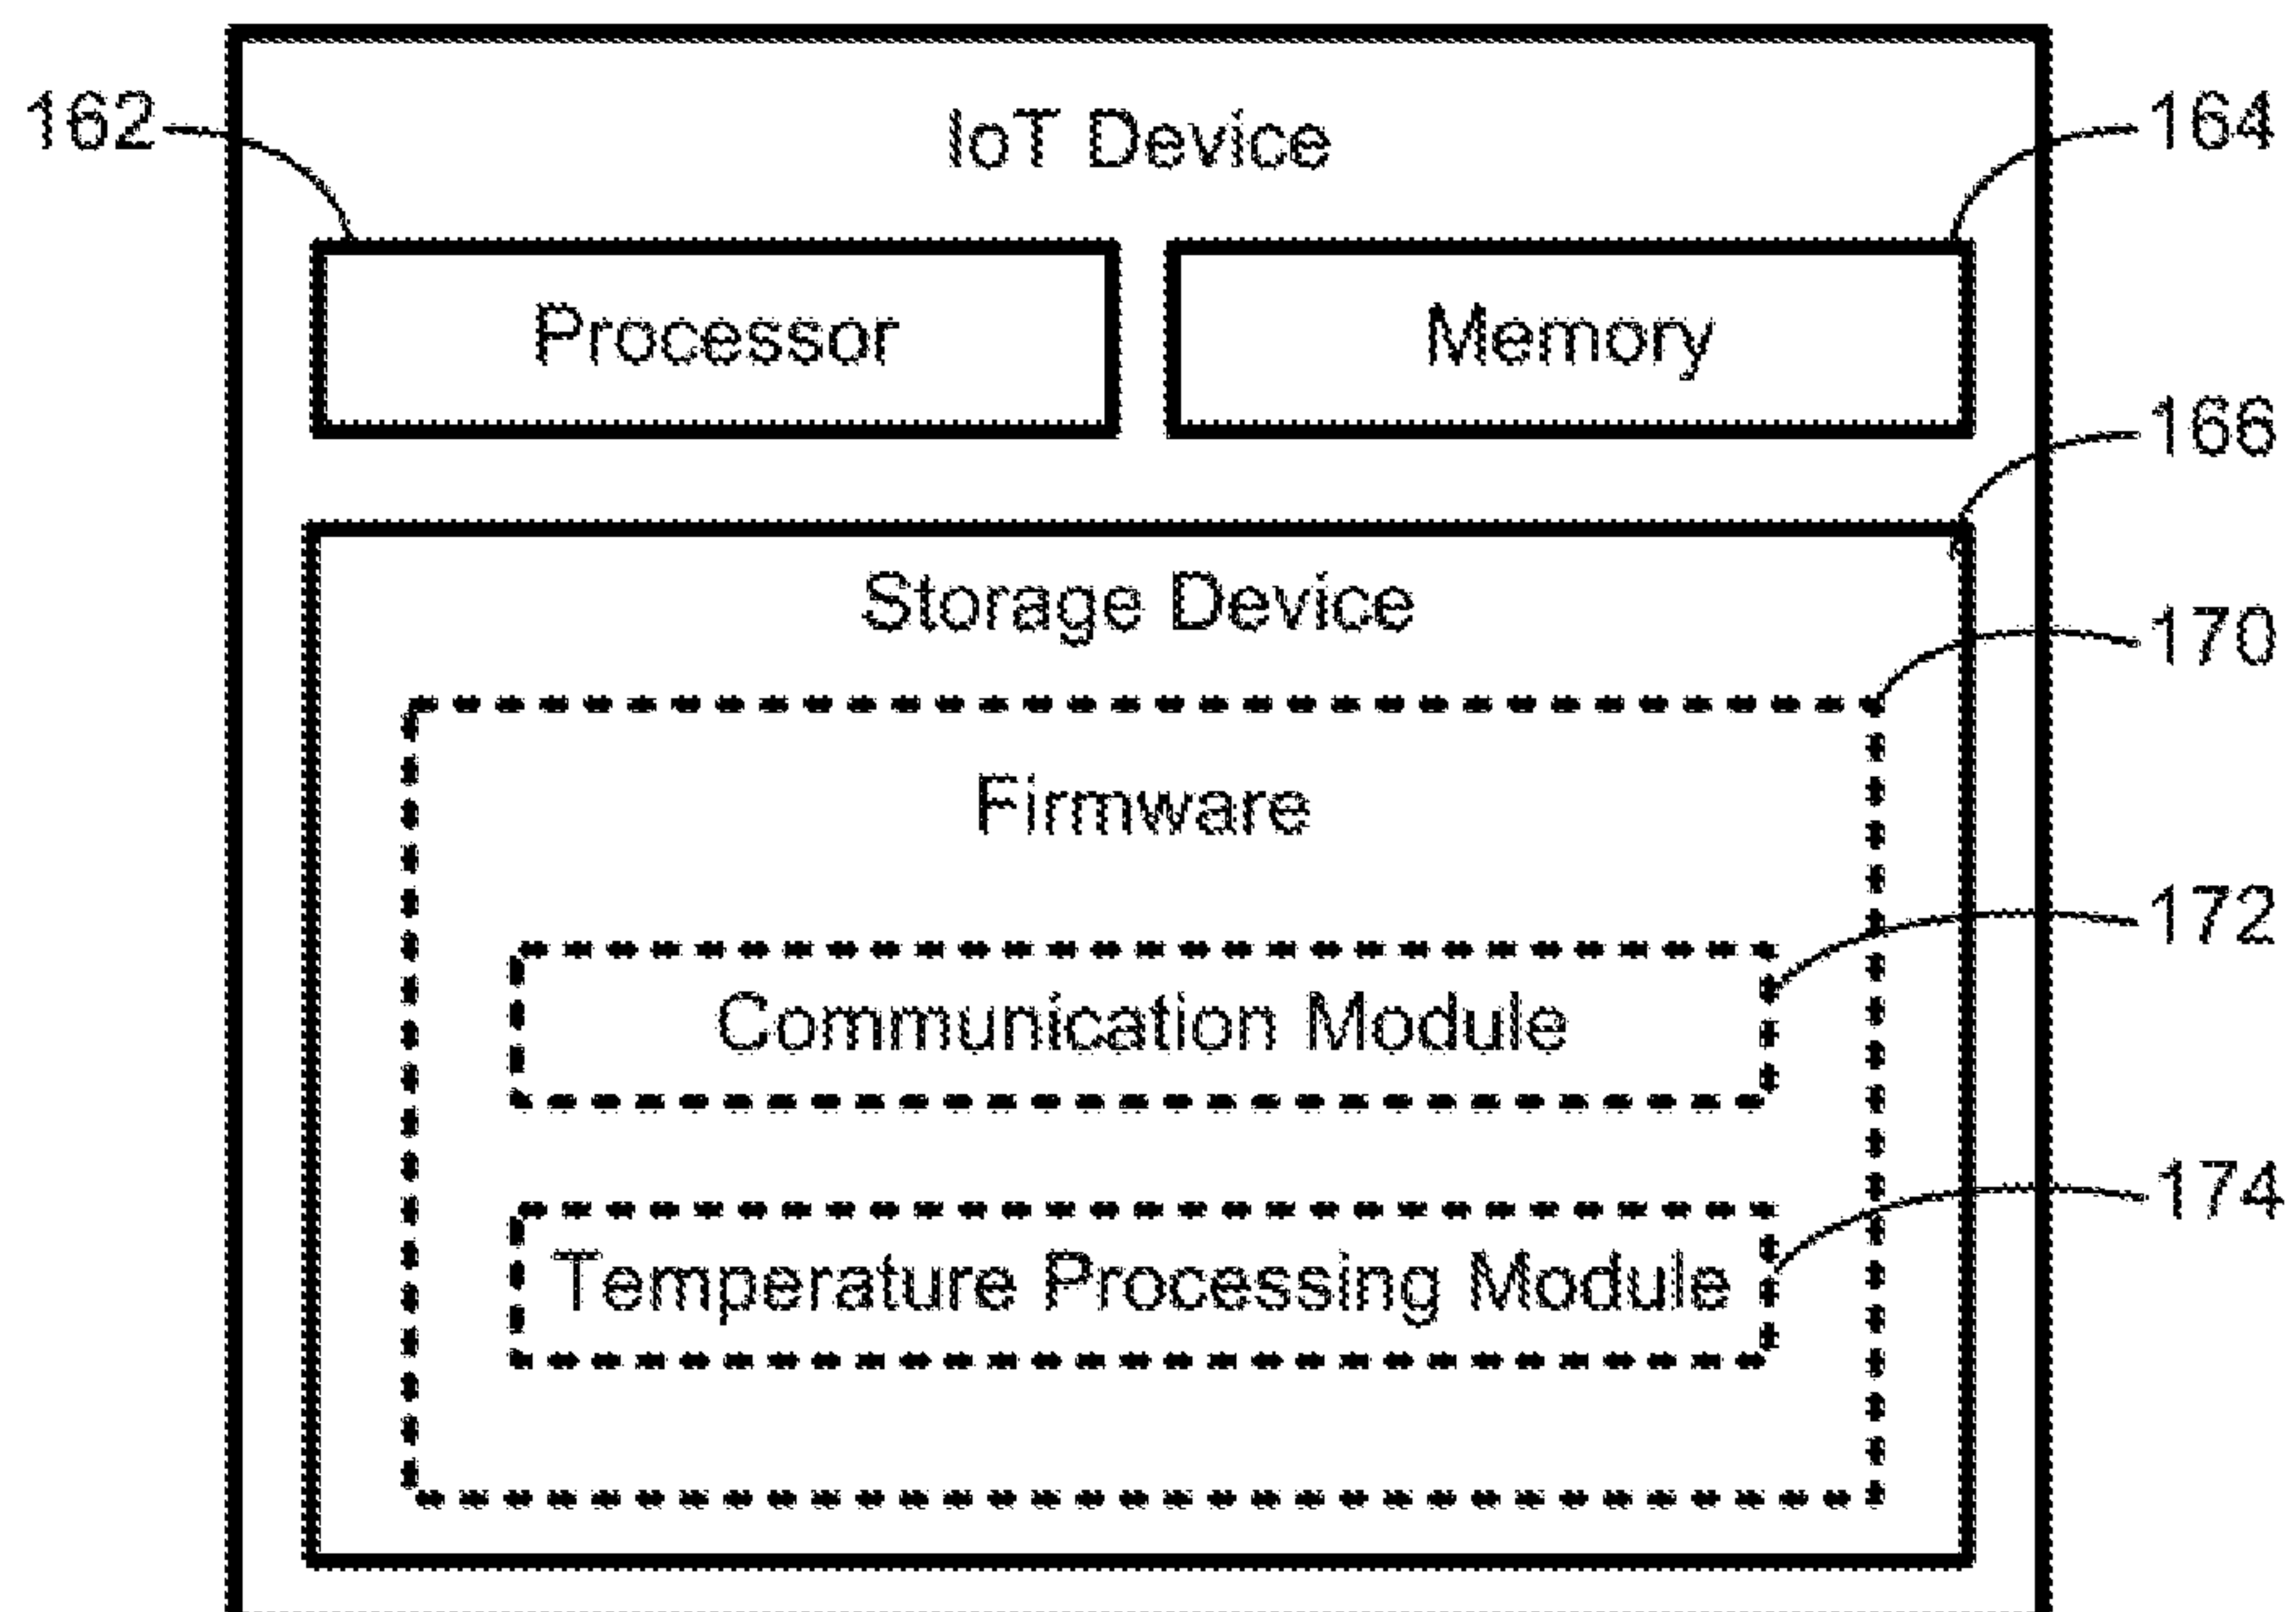 162
IoT Device
164
Processor
Memory
166
Storage Device
170
Firmware
172
Communication Module
174
Temperature Processing Module